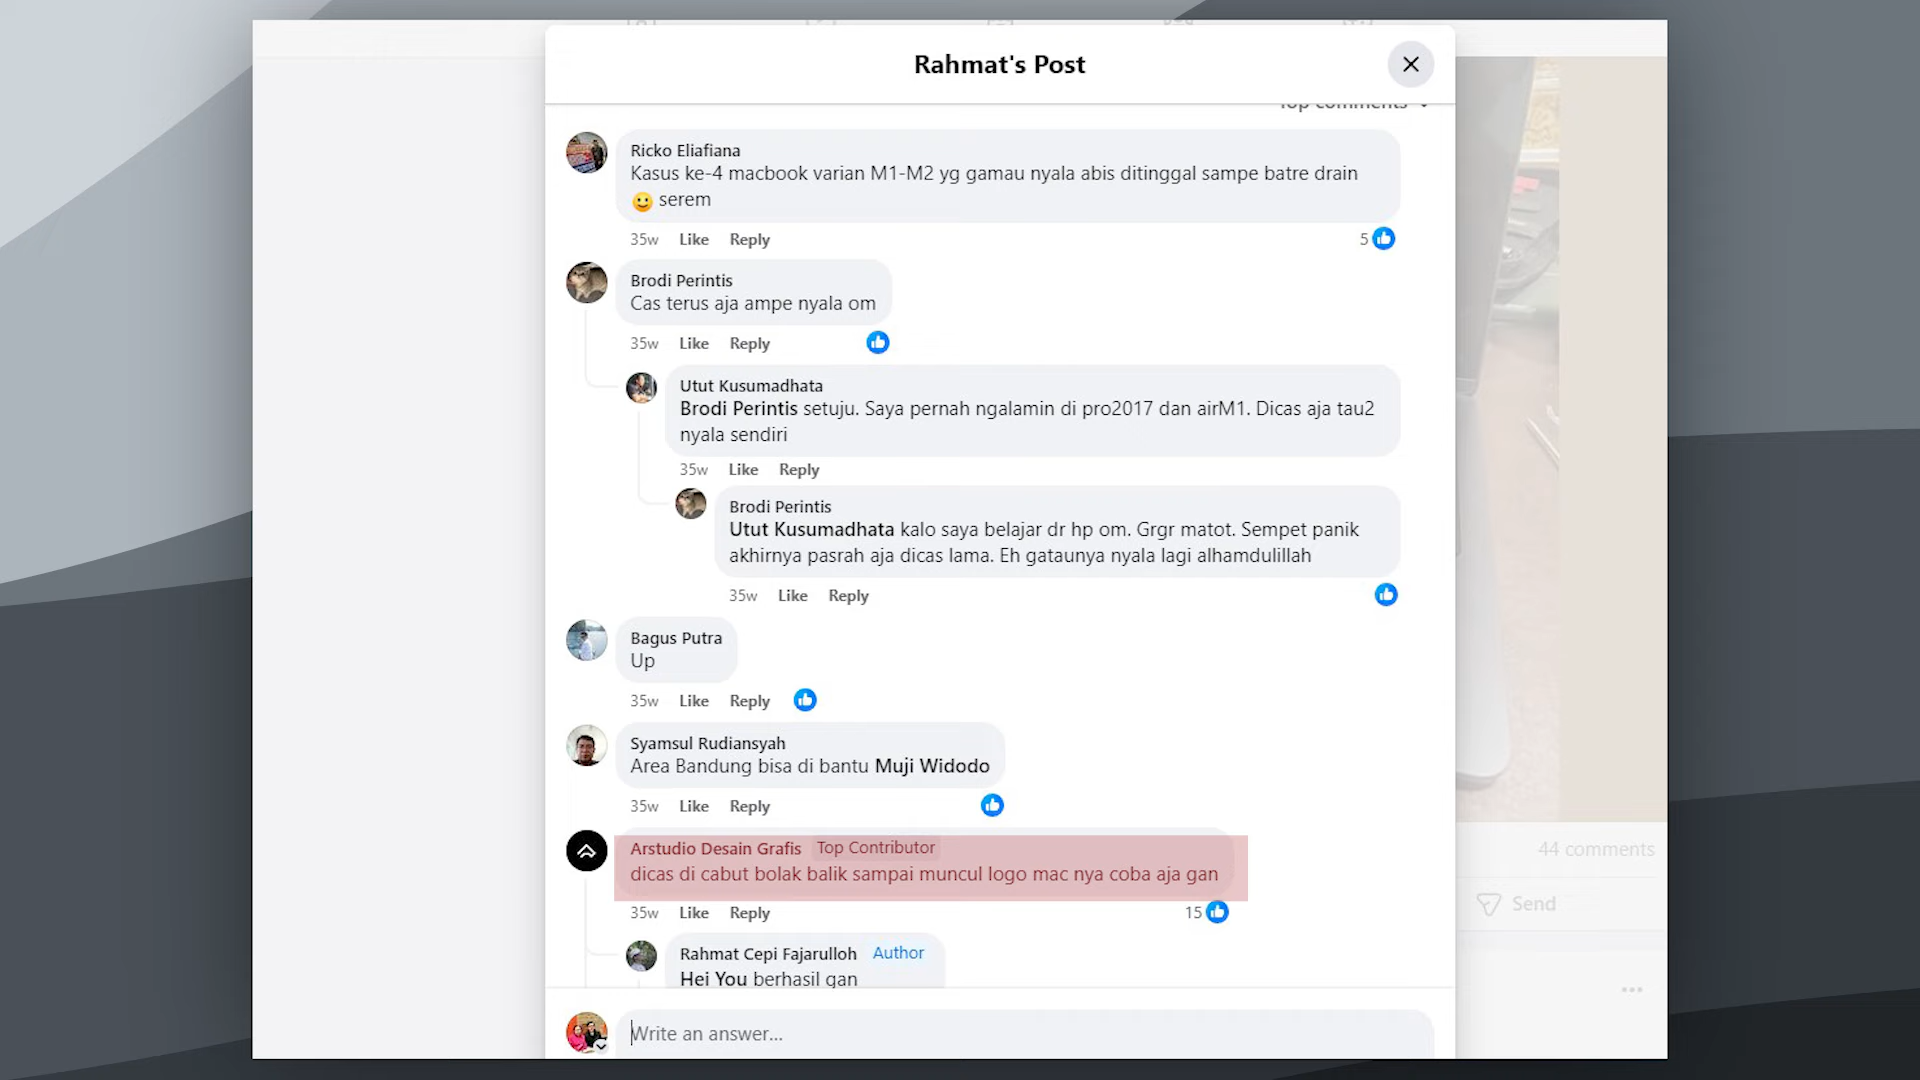 Rahmat's Post
Top comments
Ricko Eliafiana
Kasus ke-4 macbook varian M1-M2 yg gamau nyala abis ditinggal sampe batre drain
🙂 serem
35w Like Reply 5
Brodi Perintis
Cas terus aja ampe nyala om
35w Like Reply
Utut Kusumadhata
Brodi Perintis setuju. Saya pernah ngalamin di pro2017 dan airM1. Dicas aja tau2
nyala sendiri
35w Like Reply
Brodi Perintis
Utut Kusumadhata kalo saya belajar dr hp om. Grgr matot. Sempet panik
akhirnya pasrah aja dicas lama. Eh gataunya nyala lagi alhamdulillah
35w Like Reply
Bagus Putra
Up
35w Like Reply
Syamsul Rudiansyah
Area Bandung bisa di bantu Muji Widodo
35w Like Reply
Arstudio Desain Grafis Top Contributor
dicas di cabut bolak balik sampai muncul logo mac nya coba aja gan
35w Like Reply 15
44 comments
Send
Rahmat Cepi Fajarulloh Author
Hei You berhasil gan
Write an answer...